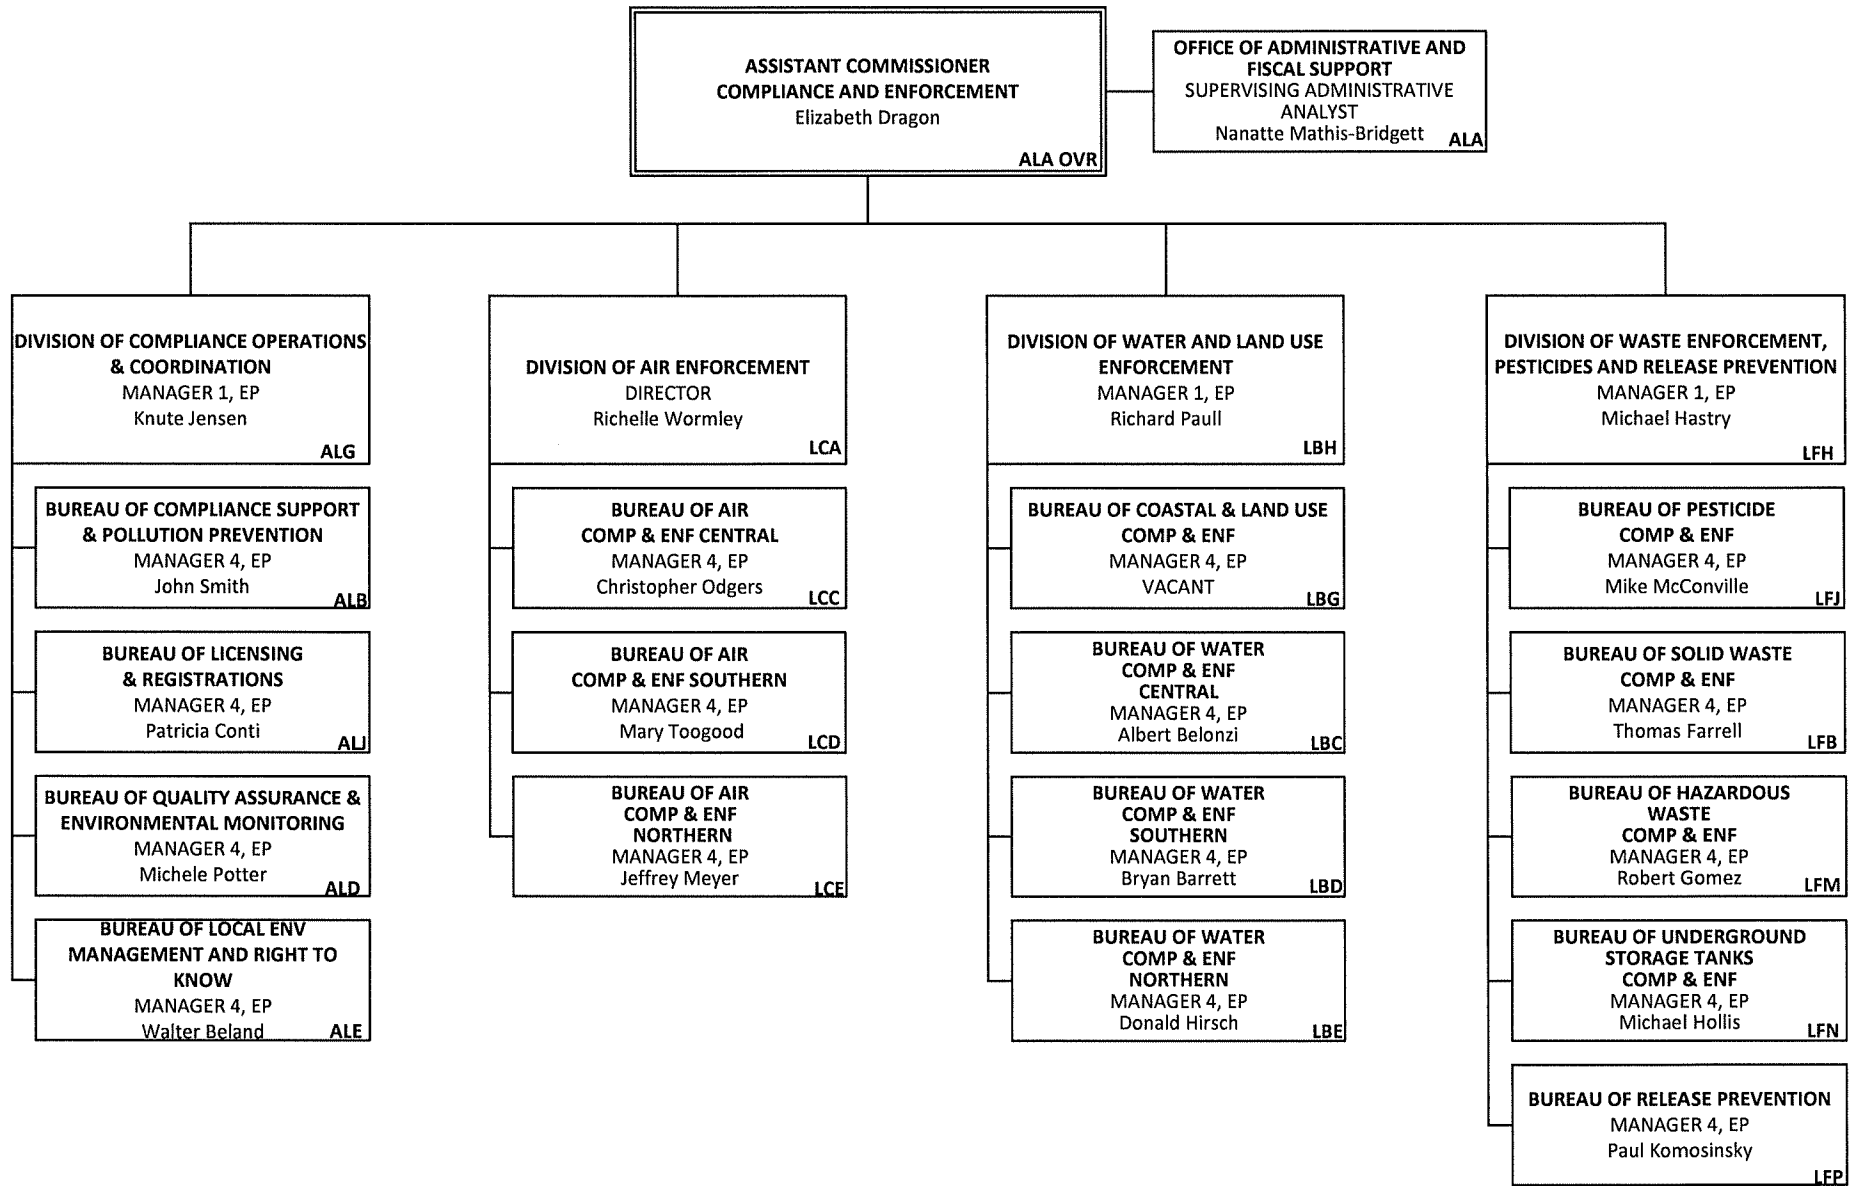 ASSISTANT COMMISSIONER
COMPLIANCE AND ENFORCEMENT
Elizabeth Dragon
ALA OVR
OFFICE OF ADMINISTRATIVE AND
FISCAL SUPPORT
SUPERVISING ADMINISTRATIVE
ANALYST
Nanatte Mathis-Bridgett
ALA
DIVISION OF COMPLIANCE OPERATIONS
& COORDINATION
MANAGER 1, EP
Knute Jensen
ALG
BUREAU OF COMPLIANCE SUPPORT
& POLLUTION PREVENTION
MANAGER 4, EP
John Smith
ALB
BUREAU OF LICENSING
& REGISTRATIONS
MANAGER 4, EP
Patricia Conti
ALJ
BUREAU OF QUALITY ASSURANCE &
ENVIRONMENTAL MONITORING
MANAGER 4, EP
Michele Potter
ALD
BUREAU OF LOCAL ENV
MANAGEMENT AND RIGHT TO
KNOW
MANAGER 4, EP
Walter Beland
ALE
DIVISION OF AIR ENFORCEMENT
DIRECTOR
Richelle Wormley
LCA
BUREAU OF AIR
COMP & ENF CENTRAL
MANAGER 4, EP
Christopher Odgers
LCC
BUREAU OF AIR
COMP & ENF SOUTHERN
MANAGER 4, EP
Mary Toogood
LCD
BUREAU OF AIR
COMP & ENF
NORTHERN
MANAGER 4, EP
Jeffrey Meyer
LCE
DIVISION OF WATER AND LAND USE
ENFORCEMENT
MANAGER 1, EP
Richard Paull
LBH
BUREAU OF COASTAL & LAND USE
COMP & ENF
MANAGER 4, EP
VACANT
LBG
BUREAU OF WATER
COMP & ENF
CENTRAL
MANAGER 4, EP
Albert Belonzi
LBC
BUREAU OF WATER
COMP & ENF
SOUTHERN
MANAGER 4, EP
Bryan Barrett
LBD
BUREAU OF WATER
COMP & ENF
NORTHERN
MANAGER 4, EP
Donald Hirsch
LBE
DIVISION OF WASTE ENFORCEMENT,
PESTICIDES AND RELEASE PREVENTION
MANAGER 1, EP
Michael Hastry
LFH
BUREAU OF PESTICIDE
COMP & ENF
MANAGER 4, EP
Mike McConville
LFJ
BUREAU OF SOLID WASTE
COMP & ENF
MANAGER 4, EP
Thomas Farrell
LFB
BUREAU OF HAZARDOUS
WASTE
COMP & ENF
MANAGER 4, EP
Robert Gomez
LFM
BUREAU OF UNDERGROUND
STORAGE TANKS
COMP & ENF
MANAGER 4, EP
Michael Hollis
LFN
BUREAU OF RELEASE PREVENTION
MANAGER 4, EP
Paul Komosinsky
LFP